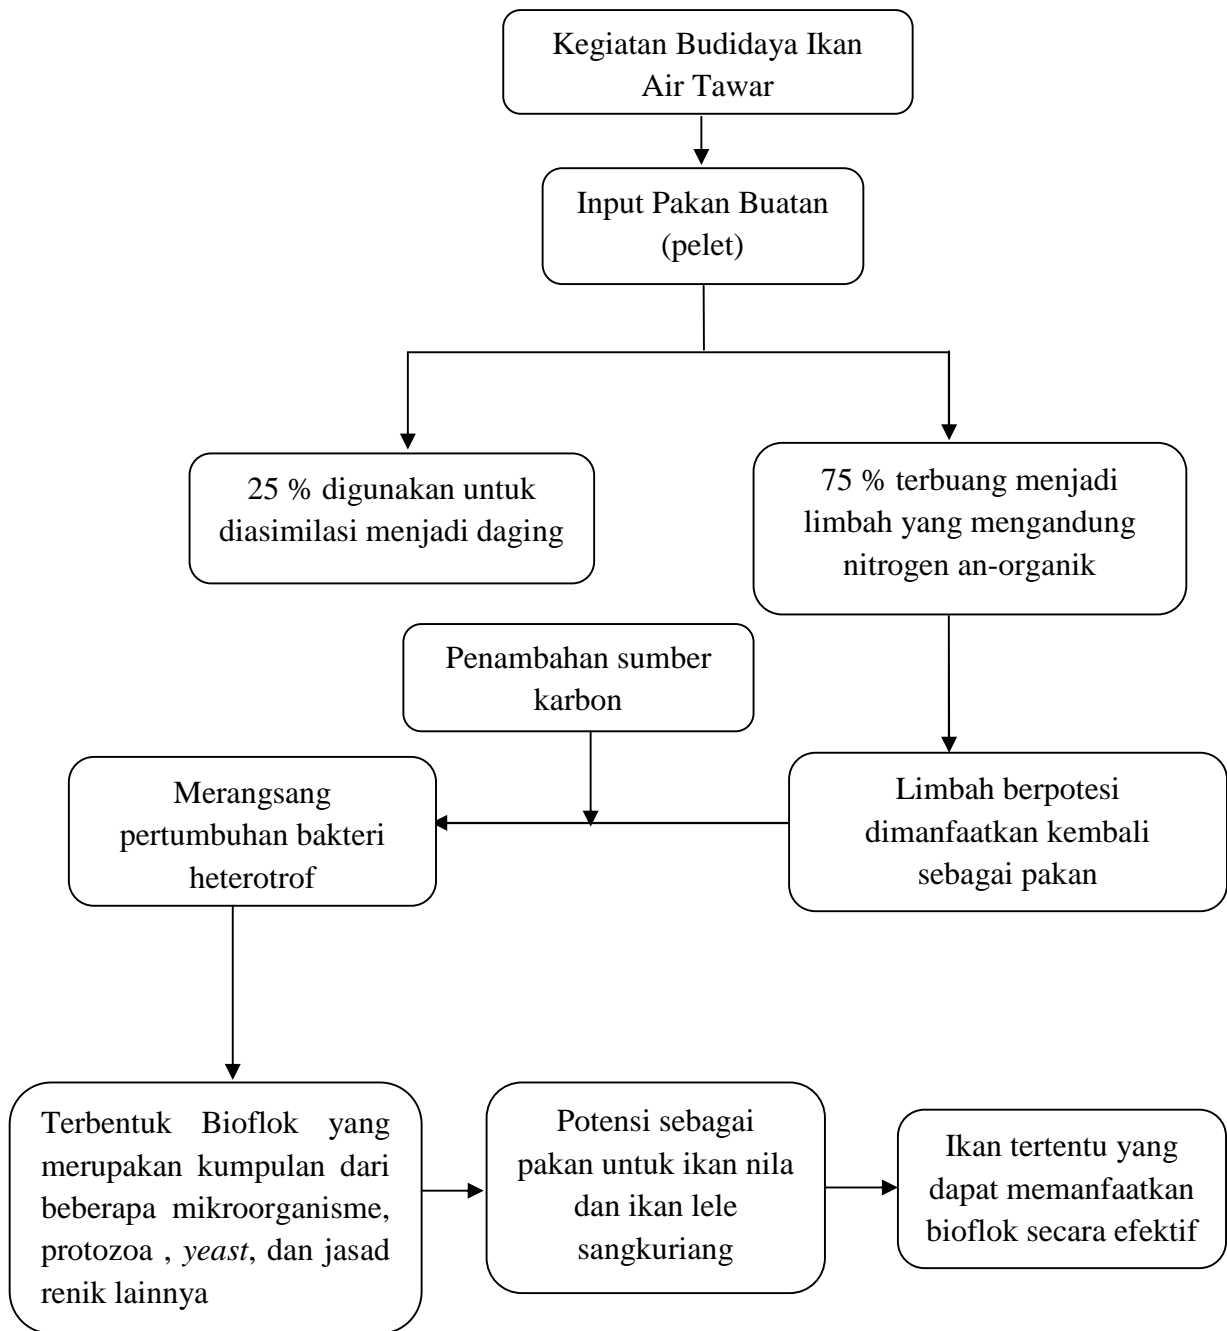 Kegiatan Budidaya Ikan
Air Tawar
Input Pakan Buatan
(pelet)
25 % digunakan untuk
diasimilasi menjadi daging
75 % terbuang menjadi
limbah yang mengandung
nitrogen an-organik
Penambahan sumber
karbon
Merangsang
pertumbuhan bakteri
heterotrof
Limbah berpotesi
dimanfaatkan kembali
sebagai pakan
Terbentuk Bioflok yang
merupakan kumpulan dari
beberapa mikroorganisme,
protozoa , yeast, dan jasad
renik lainnya
Potensi sebagai
pakan untuk ikan nila
dan ikan lele
sangkuriang
Ikan tertentu yang
dapat memanfaatkan
bioflok secara efektif